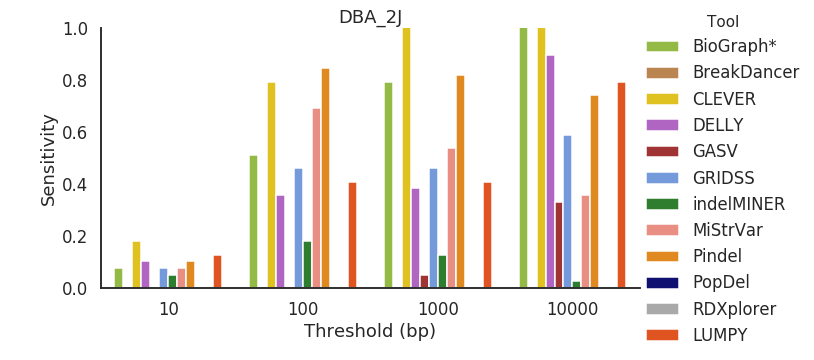 DBA_2J
Sensitivity
1.0
0.8
0.6
0.4
0.2
0.0
10 100 1000 10000
Threshold (bp)
Tool
BioGraph*
BreakDancer
CLEVER
DELLY
GASV
GRIDSS
indelMINER
MiStrVar
Pindel
PopDel
RDXplorer
LUMPY